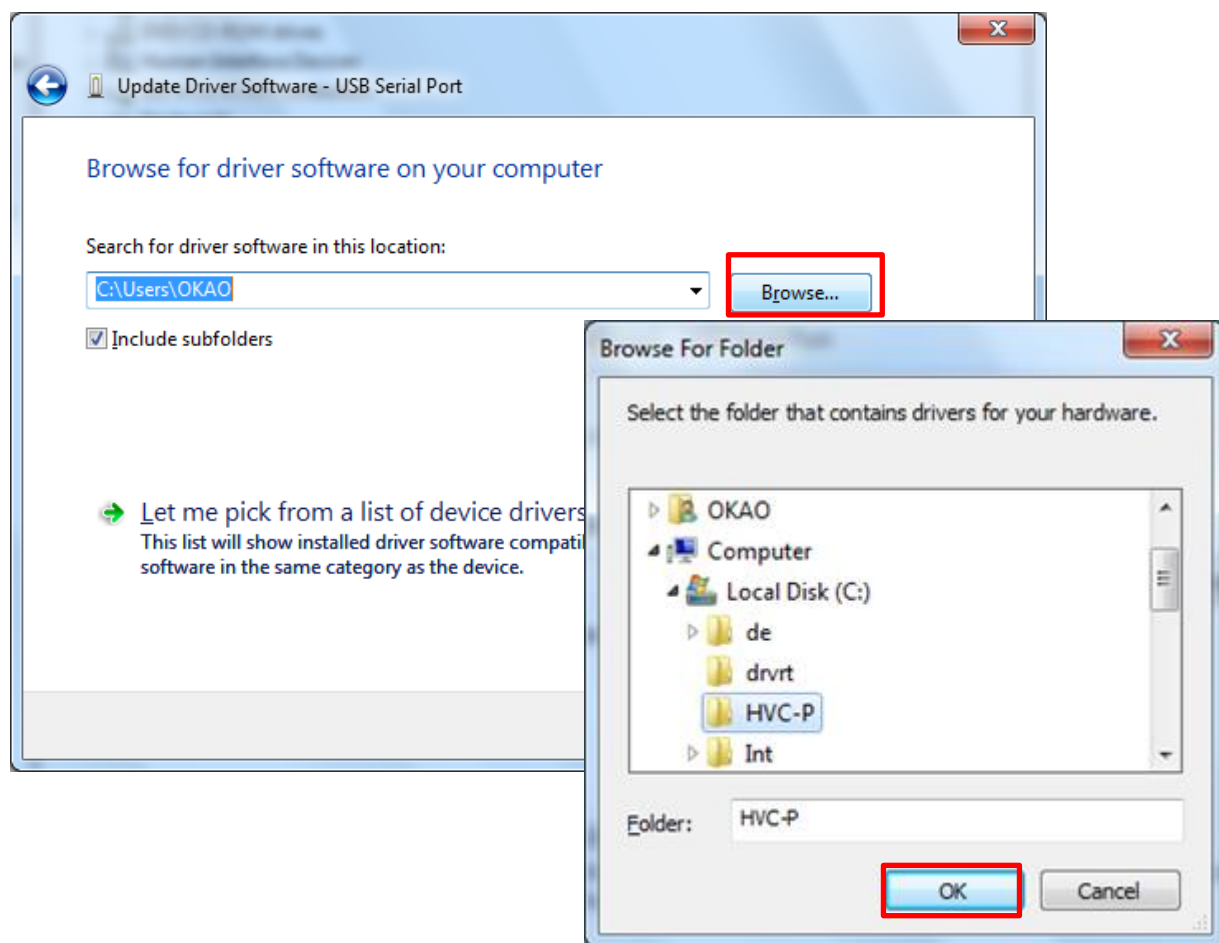 Update Driver Software - USB Serial Port
Browse for driver software on your computer
Search for driver software in this location:
C:\Users\OKAO
Browse...
Include subfolders
Let me pick from a list of device drivers
This list will show installed driver software compati
software in the same category as the device.
Browse For Folder
Select the folder that contains drivers for your hardware.
OKAO
Computer
Local Disk (C:)
de
drvrt
HVC-P
Int
Folder:
HVC-P
OK
Cancel